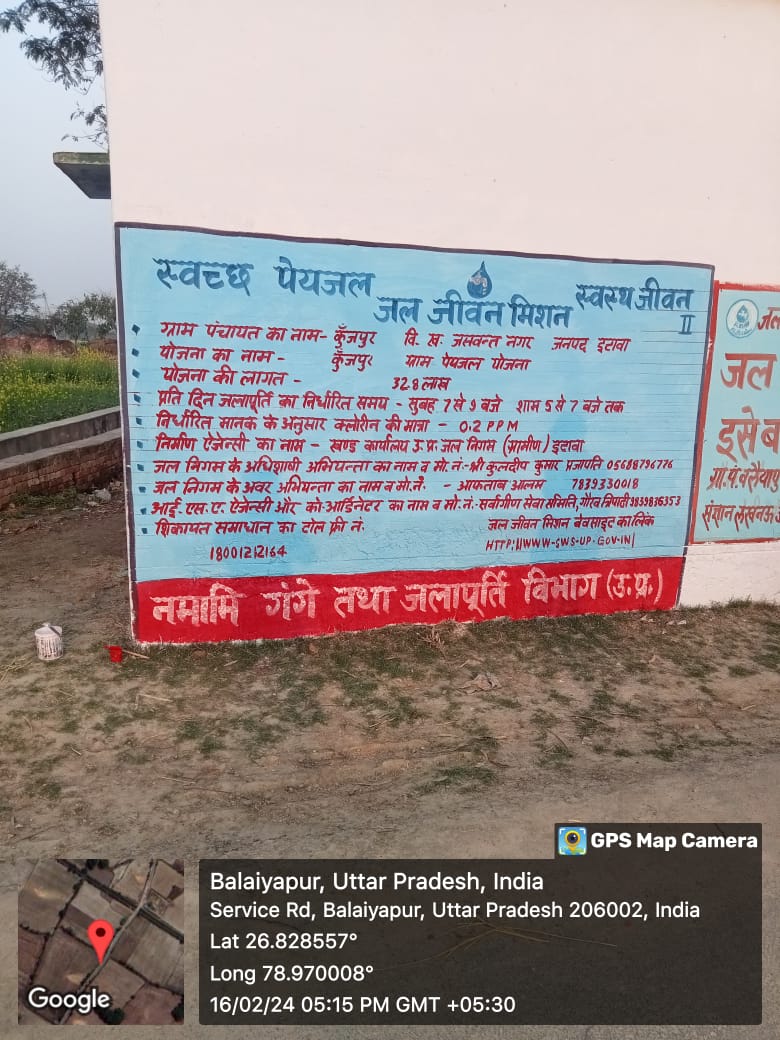 स्वच्छ पेयजल
जल जीवन मिशन
स्वस्थ जीवन
II
ग्राम पंचायत का नाम- कुँजपुर वि. ख. जसवन्त नगर जनपद इटावा
योजना का नाम - कुँजपुर ग्राम पेयजल योजना
योजना की लागत - 32.8 लाख
प्रति दिन जलापूर्ति का निर्धारित समय - सुबह 7 से 9 बजे शाम 5 से 7 बजे तक
निर्धारित मानक के अनुसार क्लोरीन की मात्रा - 0.2 PPM
निर्माण ऐजेन्सी का नाम - खण्ड कार्यालय उ.प्र. जल निगम (ग्रामीण) इटावा
जल निगम के अधिशाषी अभियन्ता का नाम व मो.नं.-श्री कुलदीप कुमार प्रजापति 05688796776
जल निगम के अवर अभियन्ता का नाम व मो.नं. - आफताब आलम 7839330018
आई.एस.ए. ऐजेन्सी और को-आर्डिनेटर का नाम व मो.नं.-सर्वांगीण सेवा समिति, गौरव त्रिपाठी 9839836353
शिकायत समाधान का टोल फ्री नं. जल जीवन मिशन बेवसाइट का लिंक
18001212164 HTTP://WWW-SWS-UP-GOV-IN/
नमामि गंगे तथा जलापूर्ति विभाग (उ.प्र.)
जल
जल
इसे ब
GPS Map Camera
Balaiyapur, Uttar Pradesh, India
Service Rd, Balaiyapur, Uttar Pradesh 206002, India
Lat 26.828557°
Long 78.970008°
16/02/24 05:15 PM GMT +05:30
Google